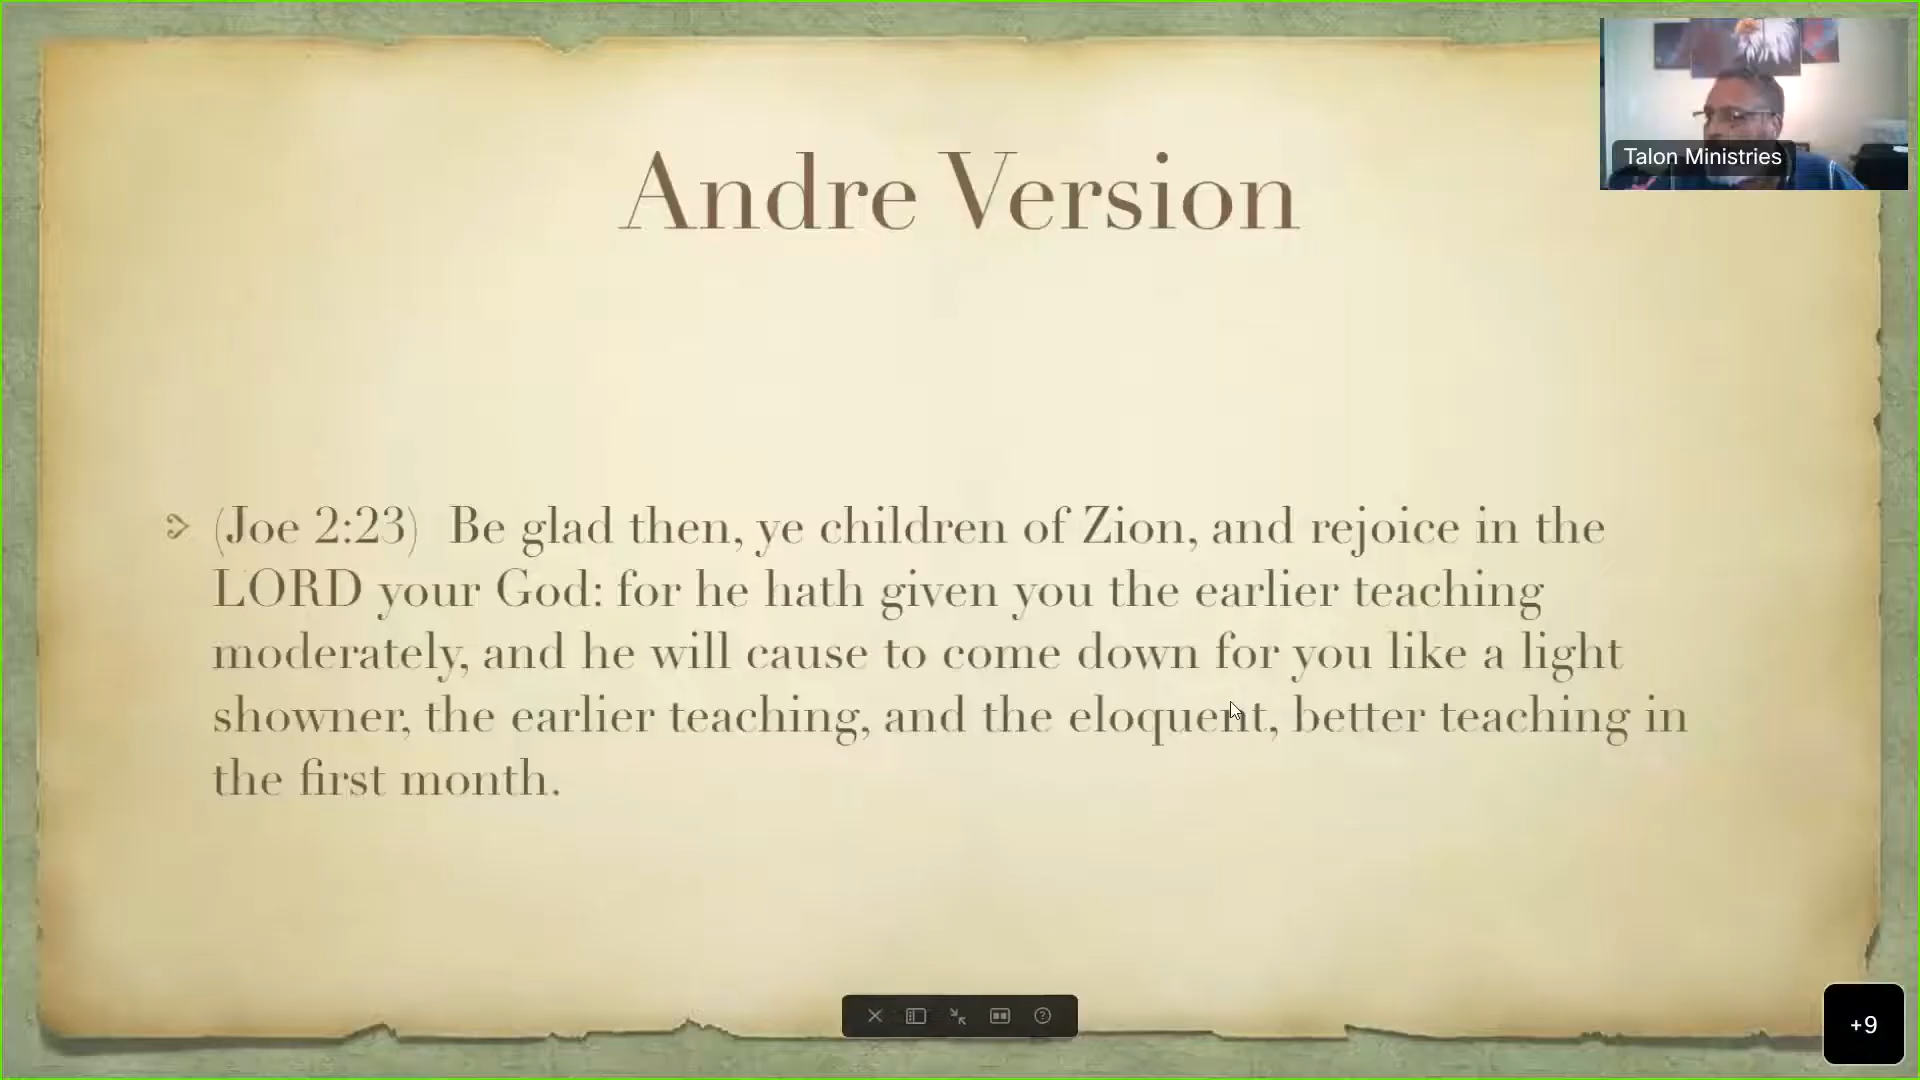 Andre Version
Talon Ministries
(Joe 2:23)  Be glad then, ye children of Zion, and rejoice in the
LORD your God: for he hath given you the earlier teaching
moderately, and he will cause to come down for you like a light
showner, the earlier teaching, and the eloquent, better teaching in
the first month.
+9